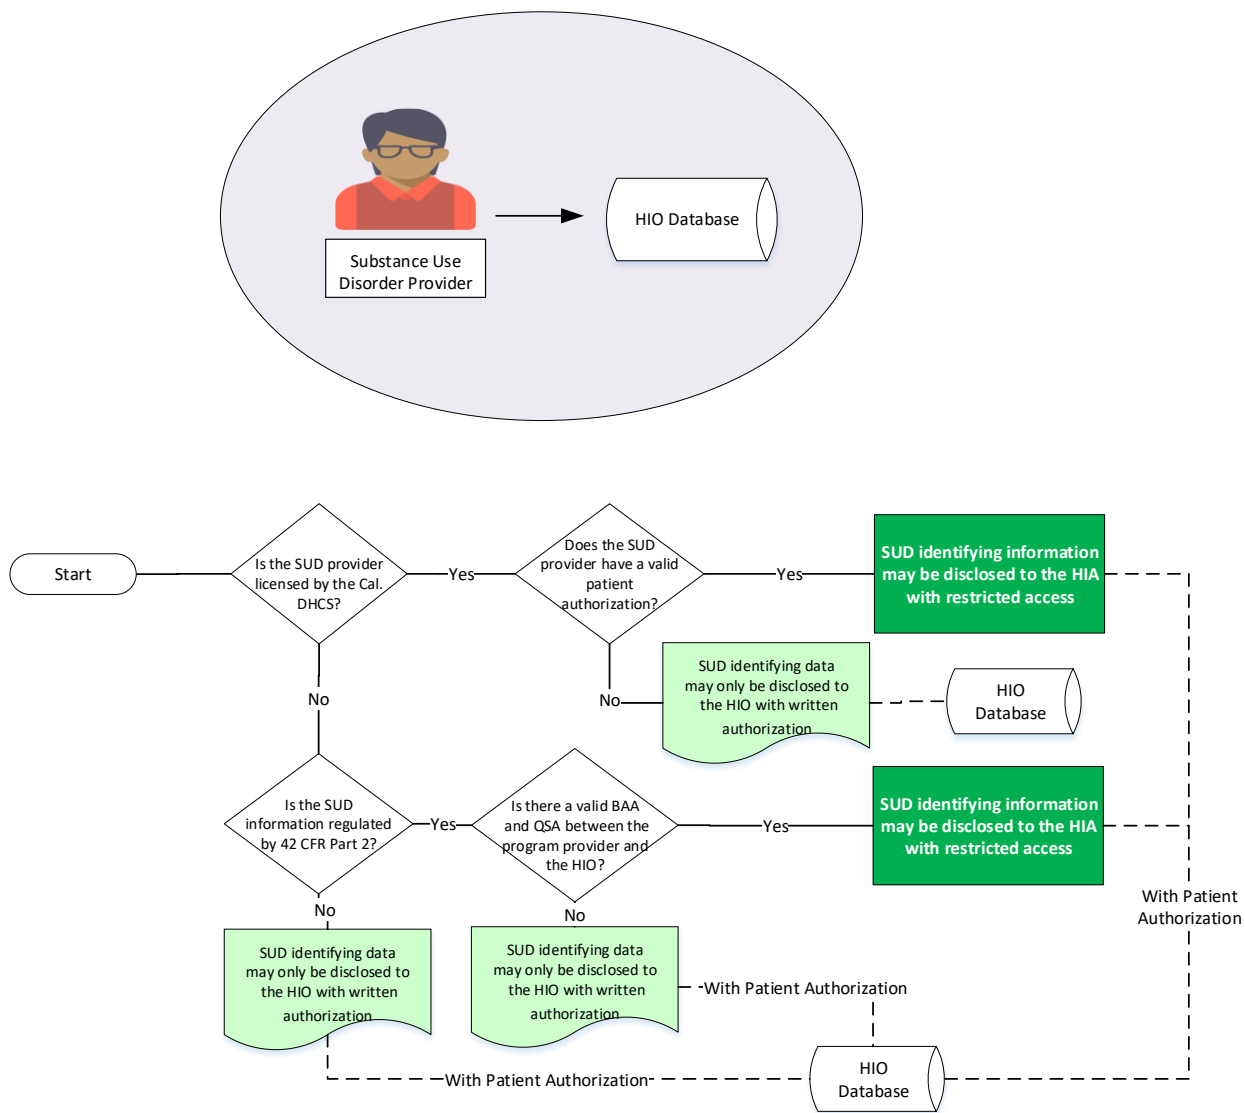 HIO Database
Substance Use
Disorder Provider
Start
Is the SUD provider
licensed by the Cal.
DHCS?
Yes
Does the SUD
provider have a valid
patient
authorization?
Yes
SUD identifying information
may be disclosed to the HIA
with restricted access
No
No
SUD identifying data
may only be disclosed to
the HIO with written
authorization
HIO
Database
Is the SUD
information regulated
by 42 CFR Part 2?
Yes
Is there a valid BAA
and QSA between the
program provider and
the HIO?
Yes
SUD identifying information
may be disclosed to the HIA
with restricted access
With Patient
Authorization
No
No
SUD identifying data
may only be disclosed to
the HIO with written
authorization
SUD identifying data
may only be disclosed to
the HIO with written
authorization
With Patient Authorization
With Patient Authorization
HIO
Database